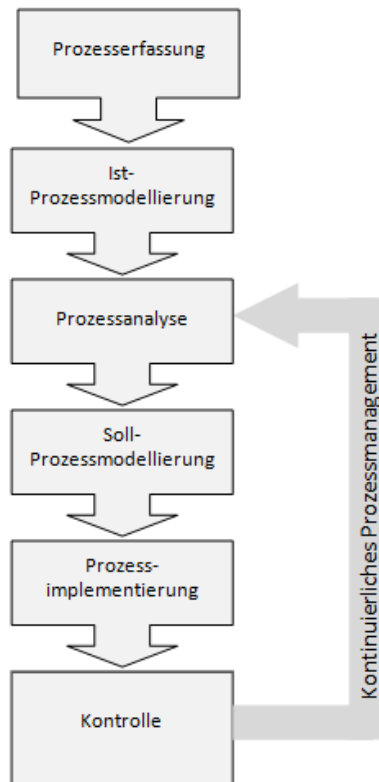 Prozesserfassung
Ist-
Prozessmodellierung
Prozessanalyse
Soll-
Prozessmodellierung
Prozess-
implementierung
Kontrolle
Kontinuierliches Prozessmanagement